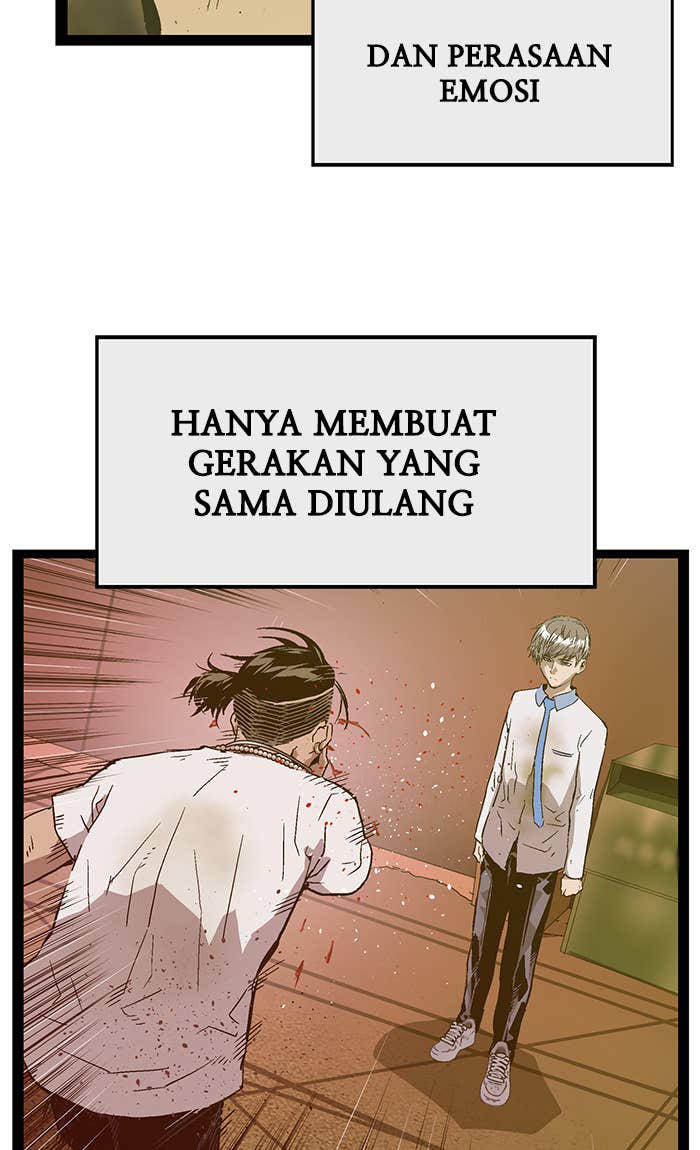 DAN PERASAAN
EMOSI
HANYA MEMBUAT
GERAKAN YANG
SAMA DIULANG